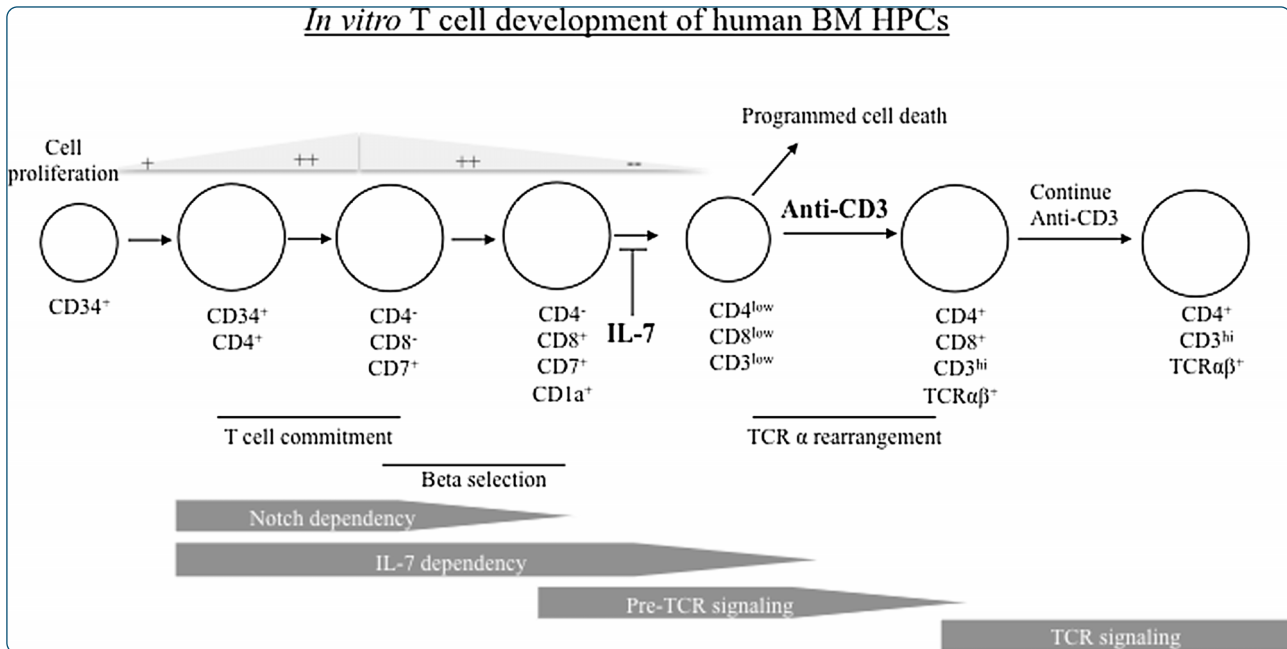 In vitro T cell development of human BM HPCs
Programmed cell death
Cell
proliferation
+
++
++
--
Anti-CD3
Continue
Anti-CD3
CD34⁺
CD34⁺
CD4⁺
CD4⁻
CD8⁻
CD7⁺
CD4⁻
CD8⁺
CD7⁺
CD1a⁺
IL-7
CD4ˡᵒʷ
CD8ˡᵒʷ
CD3ˡᵒʷ
CD4⁺
CD8⁺
CD3ʰⁱ
TCRαβ⁺
CD4⁺
CD3ʰⁱ
TCRαβ⁺
T cell commitment
TCR α rearrangement
Beta selection
Notch dependency
IL-7 dependency
Pre-TCR signaling
TCR signaling